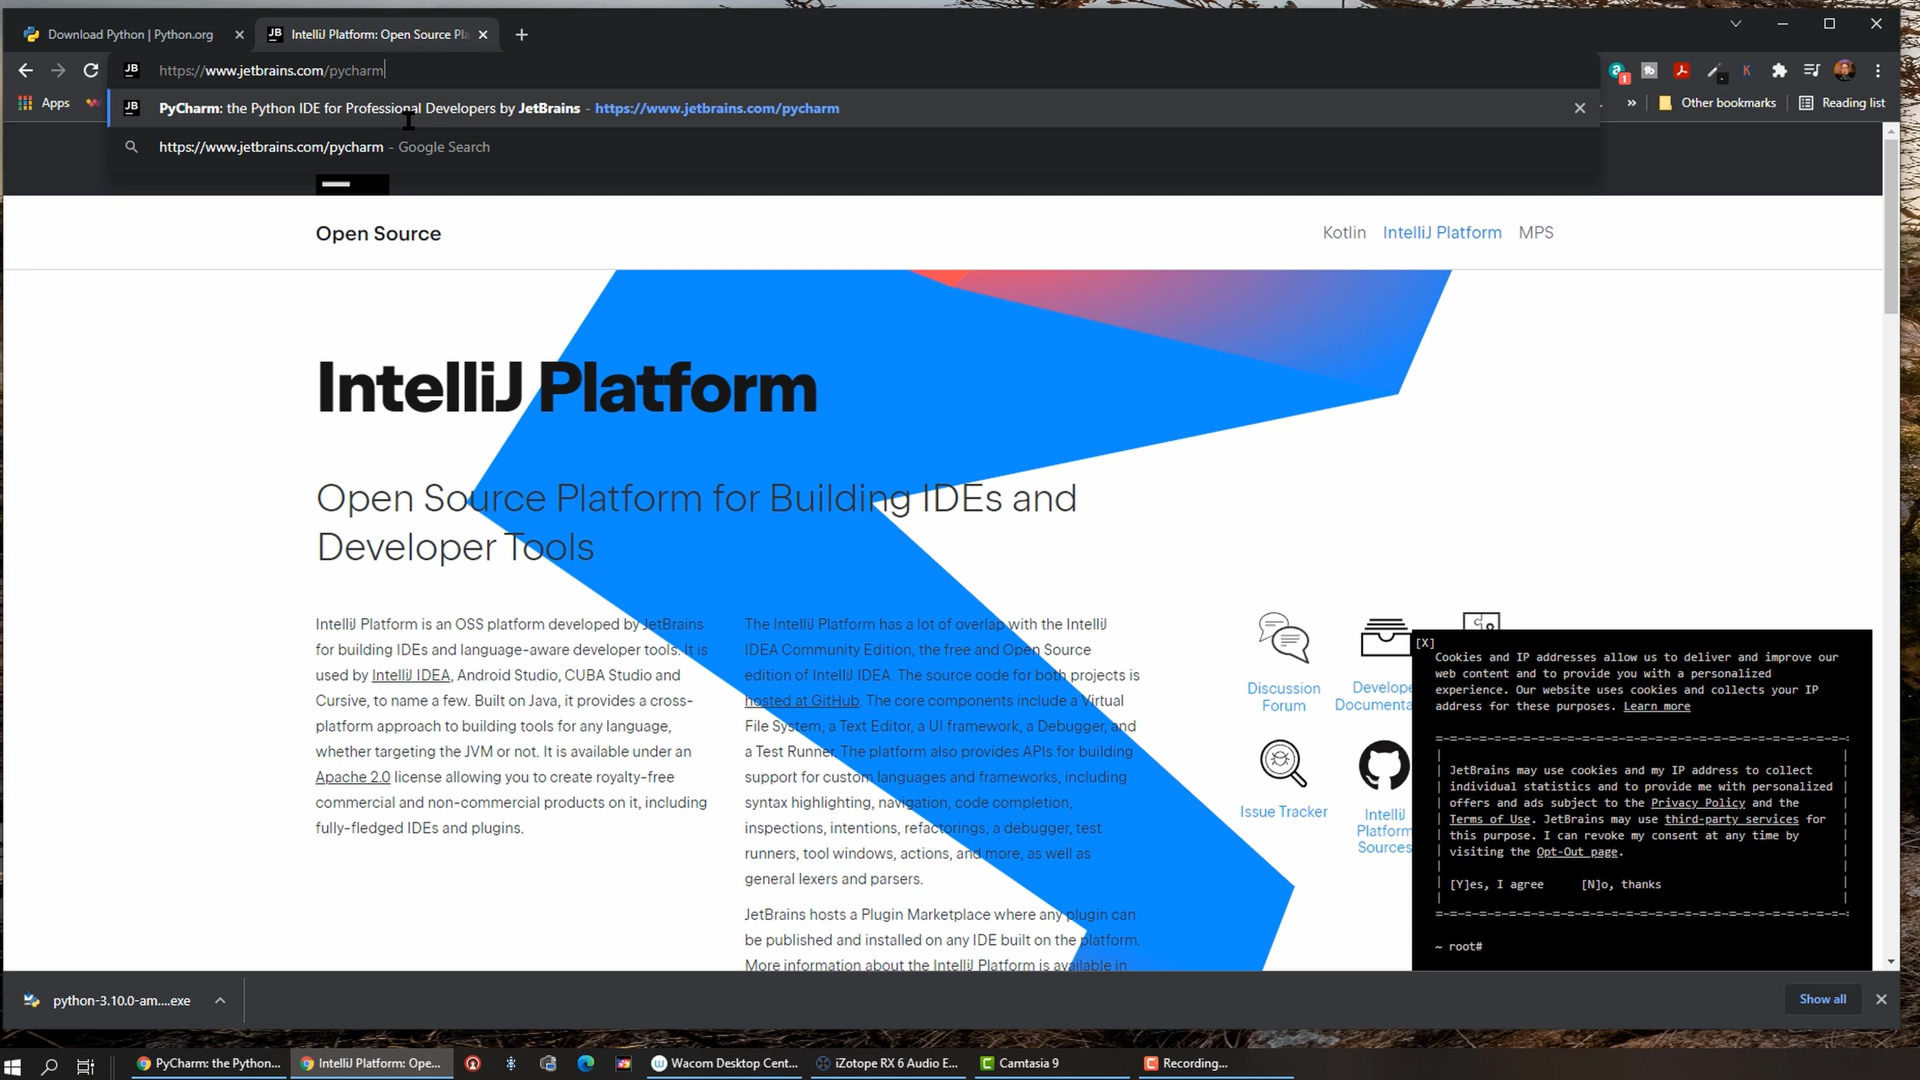 Download Python | Python.org
JB IntelliJ Platform: Open Source Pla
JB https://www.jetbrains.com/pycharm
1
Apps
» Other bookmarks Reading list
JB PyCharm: the Python IDE for Professional Developers by JetBrains - https://www.jetbrains.com/pycharm
https://www.jetbrains.com/pycharm - Google Search
Open Source
Kotlin IntelliJ Platform MPS
IntelliJ Platform
Open Source Platform for Building IDEs and
Developer Tools
IntelliJ Platform is an OSS platform developed by JetBrains
for building IDEs and language-aware developer tools. It is
used by IntelliJ IDEA, Android Studio, CUBA Studio and
Cursive, to name a few. Built on Java, it provides a cross-
platform approach to building tools for any language,
whether targeting the JVM or not. It is available under an
Apache 2.0 license allowing you to create royalty-free
commercial and non-commercial products on it, including
fully-fledged IDEs and plugins.
The IntelliJ Platform has a lot of overlap with the IntelliJ
IDEA Community Edition, the free and Open Source
edition of IntelliJ IDEA. The source code for both projects is
hosted at GitHub. The core components include a Virtual
File System, a Text Editor, a UI framework, a Debugger, and
a Test Runner. The platform also provides APIs for building
support for custom languages and frameworks, including
syntax highlighting, navigation, code completion,
inspections, intentions, refactorings, a debugger, test
runners, tool windows, actions, and more, as well as
general lexers and parsers.
JetBrains hosts a Plugin Marketplace where any plugin can
be published and installed on any IDE built on the platform.
More information about the IntelliJ Platform is available in
Discussion
Forum
Develope
Documenta
Issue Tracker
IntelliJ
Platform
Sources
[X]
Cookies and IP addresses allow us to deliver and improve our
web content and to provide you with a personalized
experience. Our website uses cookies and collects your IP
address for these purposes. Learn more
JetBrains may use cookies and my IP address to collect
individual statistics and to provide me with personalized
offers and ads subject to the Privacy Policy and the
Terms of Use. JetBrains may use third-party services for
this purpose. I can revoke my consent at any time by
visiting the Opt-Out page.
[Y]es, I agree [N]o, thanks
~ root#
python-3.10.0-am....exe
Show all
PyCharm: the Python... IntelliJ Platform: Ope... Wacom Desktop Cent... iZotope RX 6 Audio E... Camtasia 9 Recording...